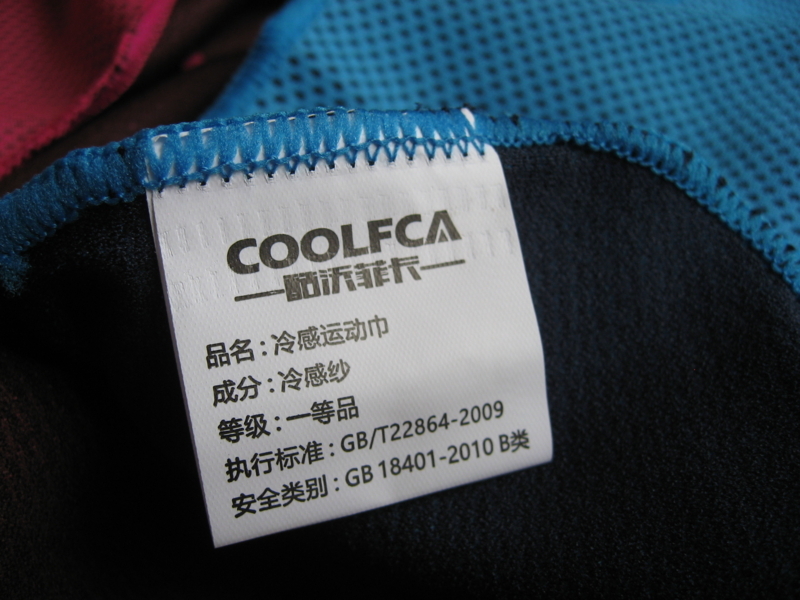 COOLFCA
酷沃菲卡
品名:冷感运动巾
成分:冷感纱
等级:一等品
执行标准:GB/T22864-2009
安全类别:GB 18401-2010 B类